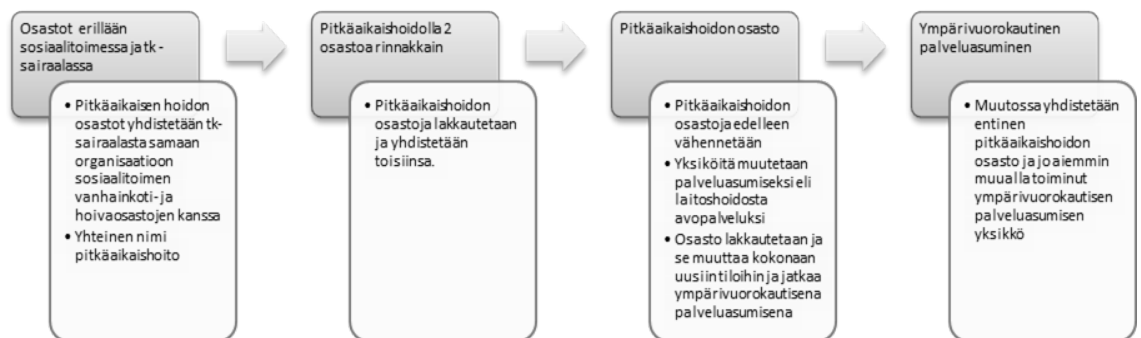 Osastot erillään
sosiaalitoimessa ja tk-
sairaalassa
• Pitkäaikaisen hoidon
osastot yhdistetään tk-
sairaalasta samaan
organisaatioon
sosiaalitoimen
vanhainkoti- ja
hoivaosastojen kanssa
• Yhteinen nimi
pitkäaikaishoito
Pitkäaikaishoidolla 2
osastoa rinnakkain
• Pitkäaikaishoidon
osastoja lakkautetaan
ja yhdistetään
toisiinsa.
Pitkäaikaishoidon osasto
• Pitkäaikaishoidon
osastoja edelleen
vähennetään
• Yksiköitä muutetaan
palveluasumiseksi eli
laitoshoidosta
avopalveluksi
• Osasto lakkautetaan ja
se muuttaa kokonaan
uusiin tiloihin ja jatkaa
ympärivuorokautisena
palveluasumisena
Ympärivuorokautinen
palveluasuminen
• Muutossa yhdistetään
entinen
pitkäaikaishoidon
osasto ja jo aiemmin
muualla toiminut
ympärivuorokautisen
palveluasumisen
yksikkö